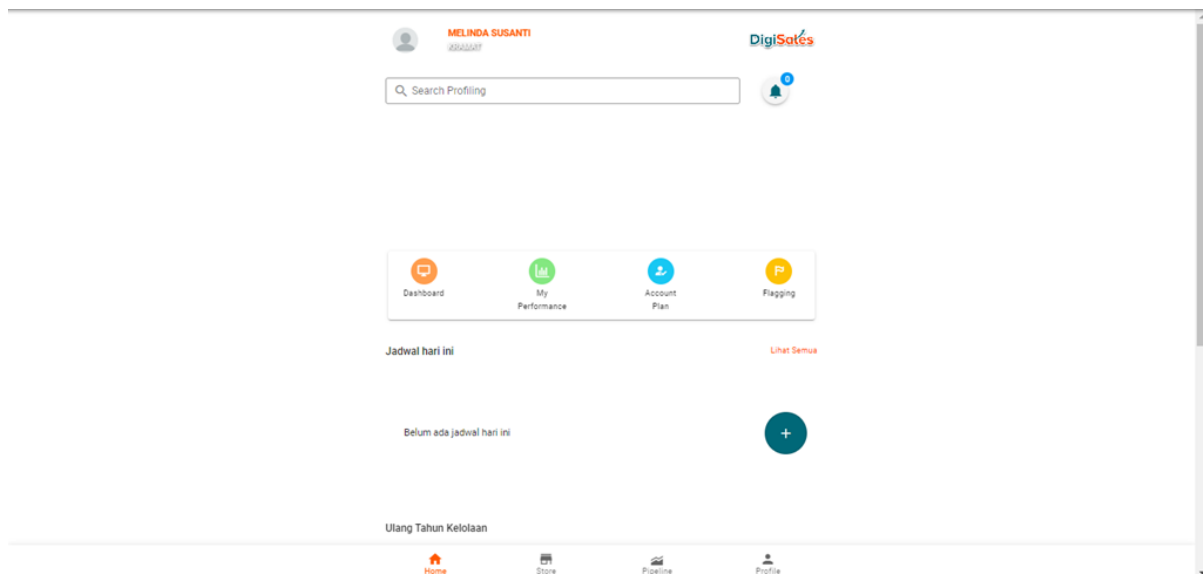 MELINDA SUSANTI
KRAMAT
DigiSales
Search Profiling
0
Dashboard
My
Performance
Account
Plan
Flagging
Jadwal hari ini
Lihat Semua
Belum ada jadwal hari ini
+
Ulang Tahun Kelolaan
Home
Store
Pipeline
Profile